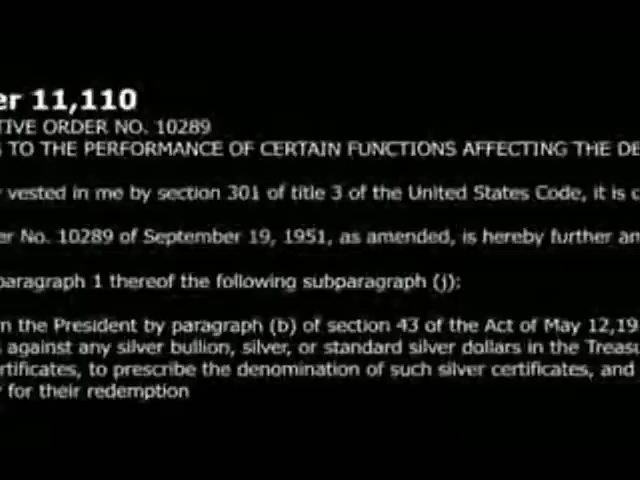 er 11,110
TIVE ORDER NO. 10289
TO THE PERFORMANCE OF CERTAIN FUNCTIONS AFFECTING THE DE
vested in me by section 301 of title 3 of the United States Code, it is
er No. 10289 of September 19, 1951, as amended, is hereby further an
paragraph 1 thereof the following subparagraph (j):
n the President by paragraph (b) of section 43 of the Act of May 12,19
against any silver bullion, silver, or standard silver dollars in the Treasu
rtificates, to prescribe the denomination of such silver certificates, and
for their redemption